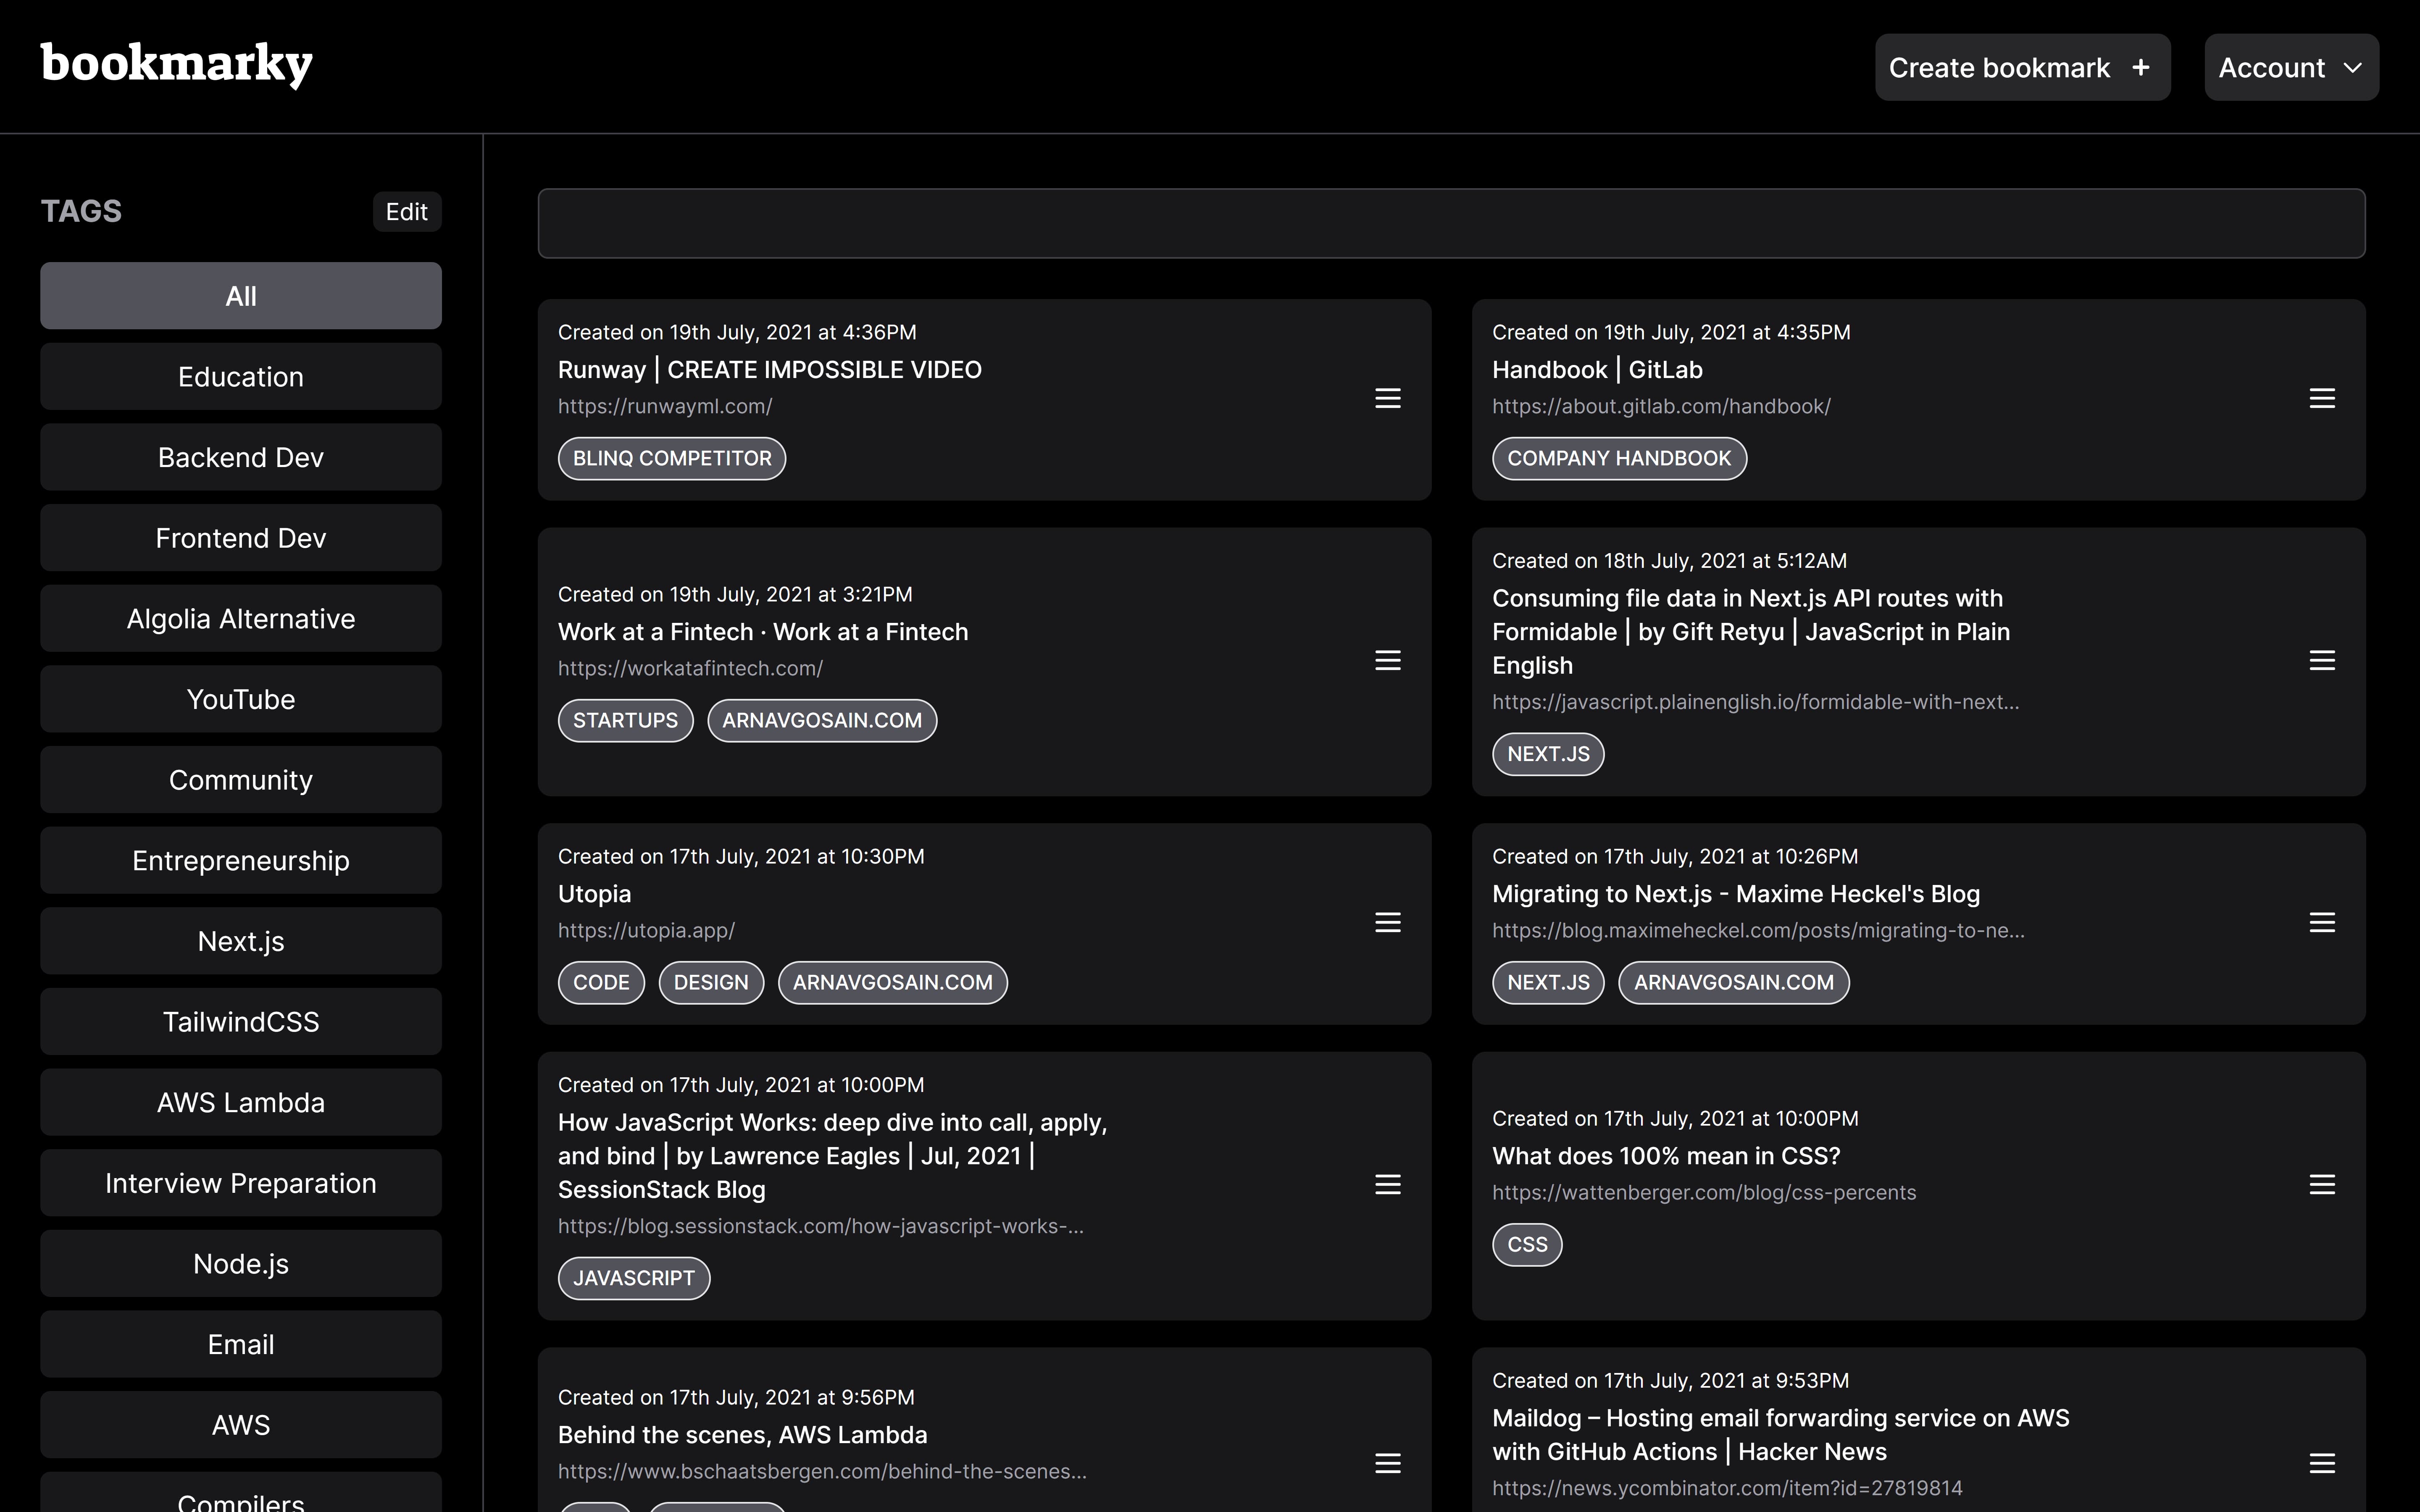 bookmarky
Create bookmark +
Account
TAGS
Edit
All
Education
Backend Dev
Frontend Dev
Algolia Alternative
YouTube
Community
Entrepreneurship
Next.js
TailwindCSS
AWS Lambda
Interview Preparation
Node.js
Email
AWS
Compilers
Created on 19th July, 2021 at 4:36PM
Runway | CREATE IMPOSSIBLE VIDEO
https://runwayml.com/
BLINQ COMPETITOR
Created on 19th July, 2021 at 4:35PM
Handbook | GitLab
https://about.gitlab.com/handbook/
COMPANY HANDBOOK
Created on 19th July, 2021 at 3:21PM
Work at a Fintech · Work at a Fintech
https://workatafintech.com/
STARTUPS ARNAVGOSAIN.COM
Created on 18th July, 2021 at 5:12AM
Consuming file data in Next.js API routes with
Formidable | by Gift Retyu | JavaScript in Plain
English
https://javascript.plainenglish.io/formidable-with-next...
NEXT.JS
Created on 17th July, 2021 at 10:30PM
Utopia
https://utopia.app/
CODE DESIGN ARNAVGOSAIN.COM
Created on 17th July, 2021 at 10:26PM
Migrating to Next.js - Maxime Heckel's Blog
https://blog.maximeheckel.com/posts/migrating-to-ne...
NEXT.JS ARNAVGOSAIN.COM
Created on 17th July, 2021 at 10:00PM
How JavaScript Works: deep dive into call, apply,
and bind | by Lawrence Eagles | Jul, 2021 |
SessionStack Blog
https://blog.sessionstack.com/how-javascript-works-...
JAVASCRIPT
Created on 17th July, 2021 at 10:00PM
What does 100% mean in CSS?
https://wattenberger.com/blog/css-percents
CSS
Created on 17th July, 2021 at 9:56PM
Behind the scenes, AWS Lambda
https://www.bschaatsbergen.com/behind-the-scenes...
Created on 17th July, 2021 at 9:53PM
Maildog – Hosting email forwarding service on AWS
with GitHub Actions | Hacker News
https://news.ycombinator.com/item?id=27819814